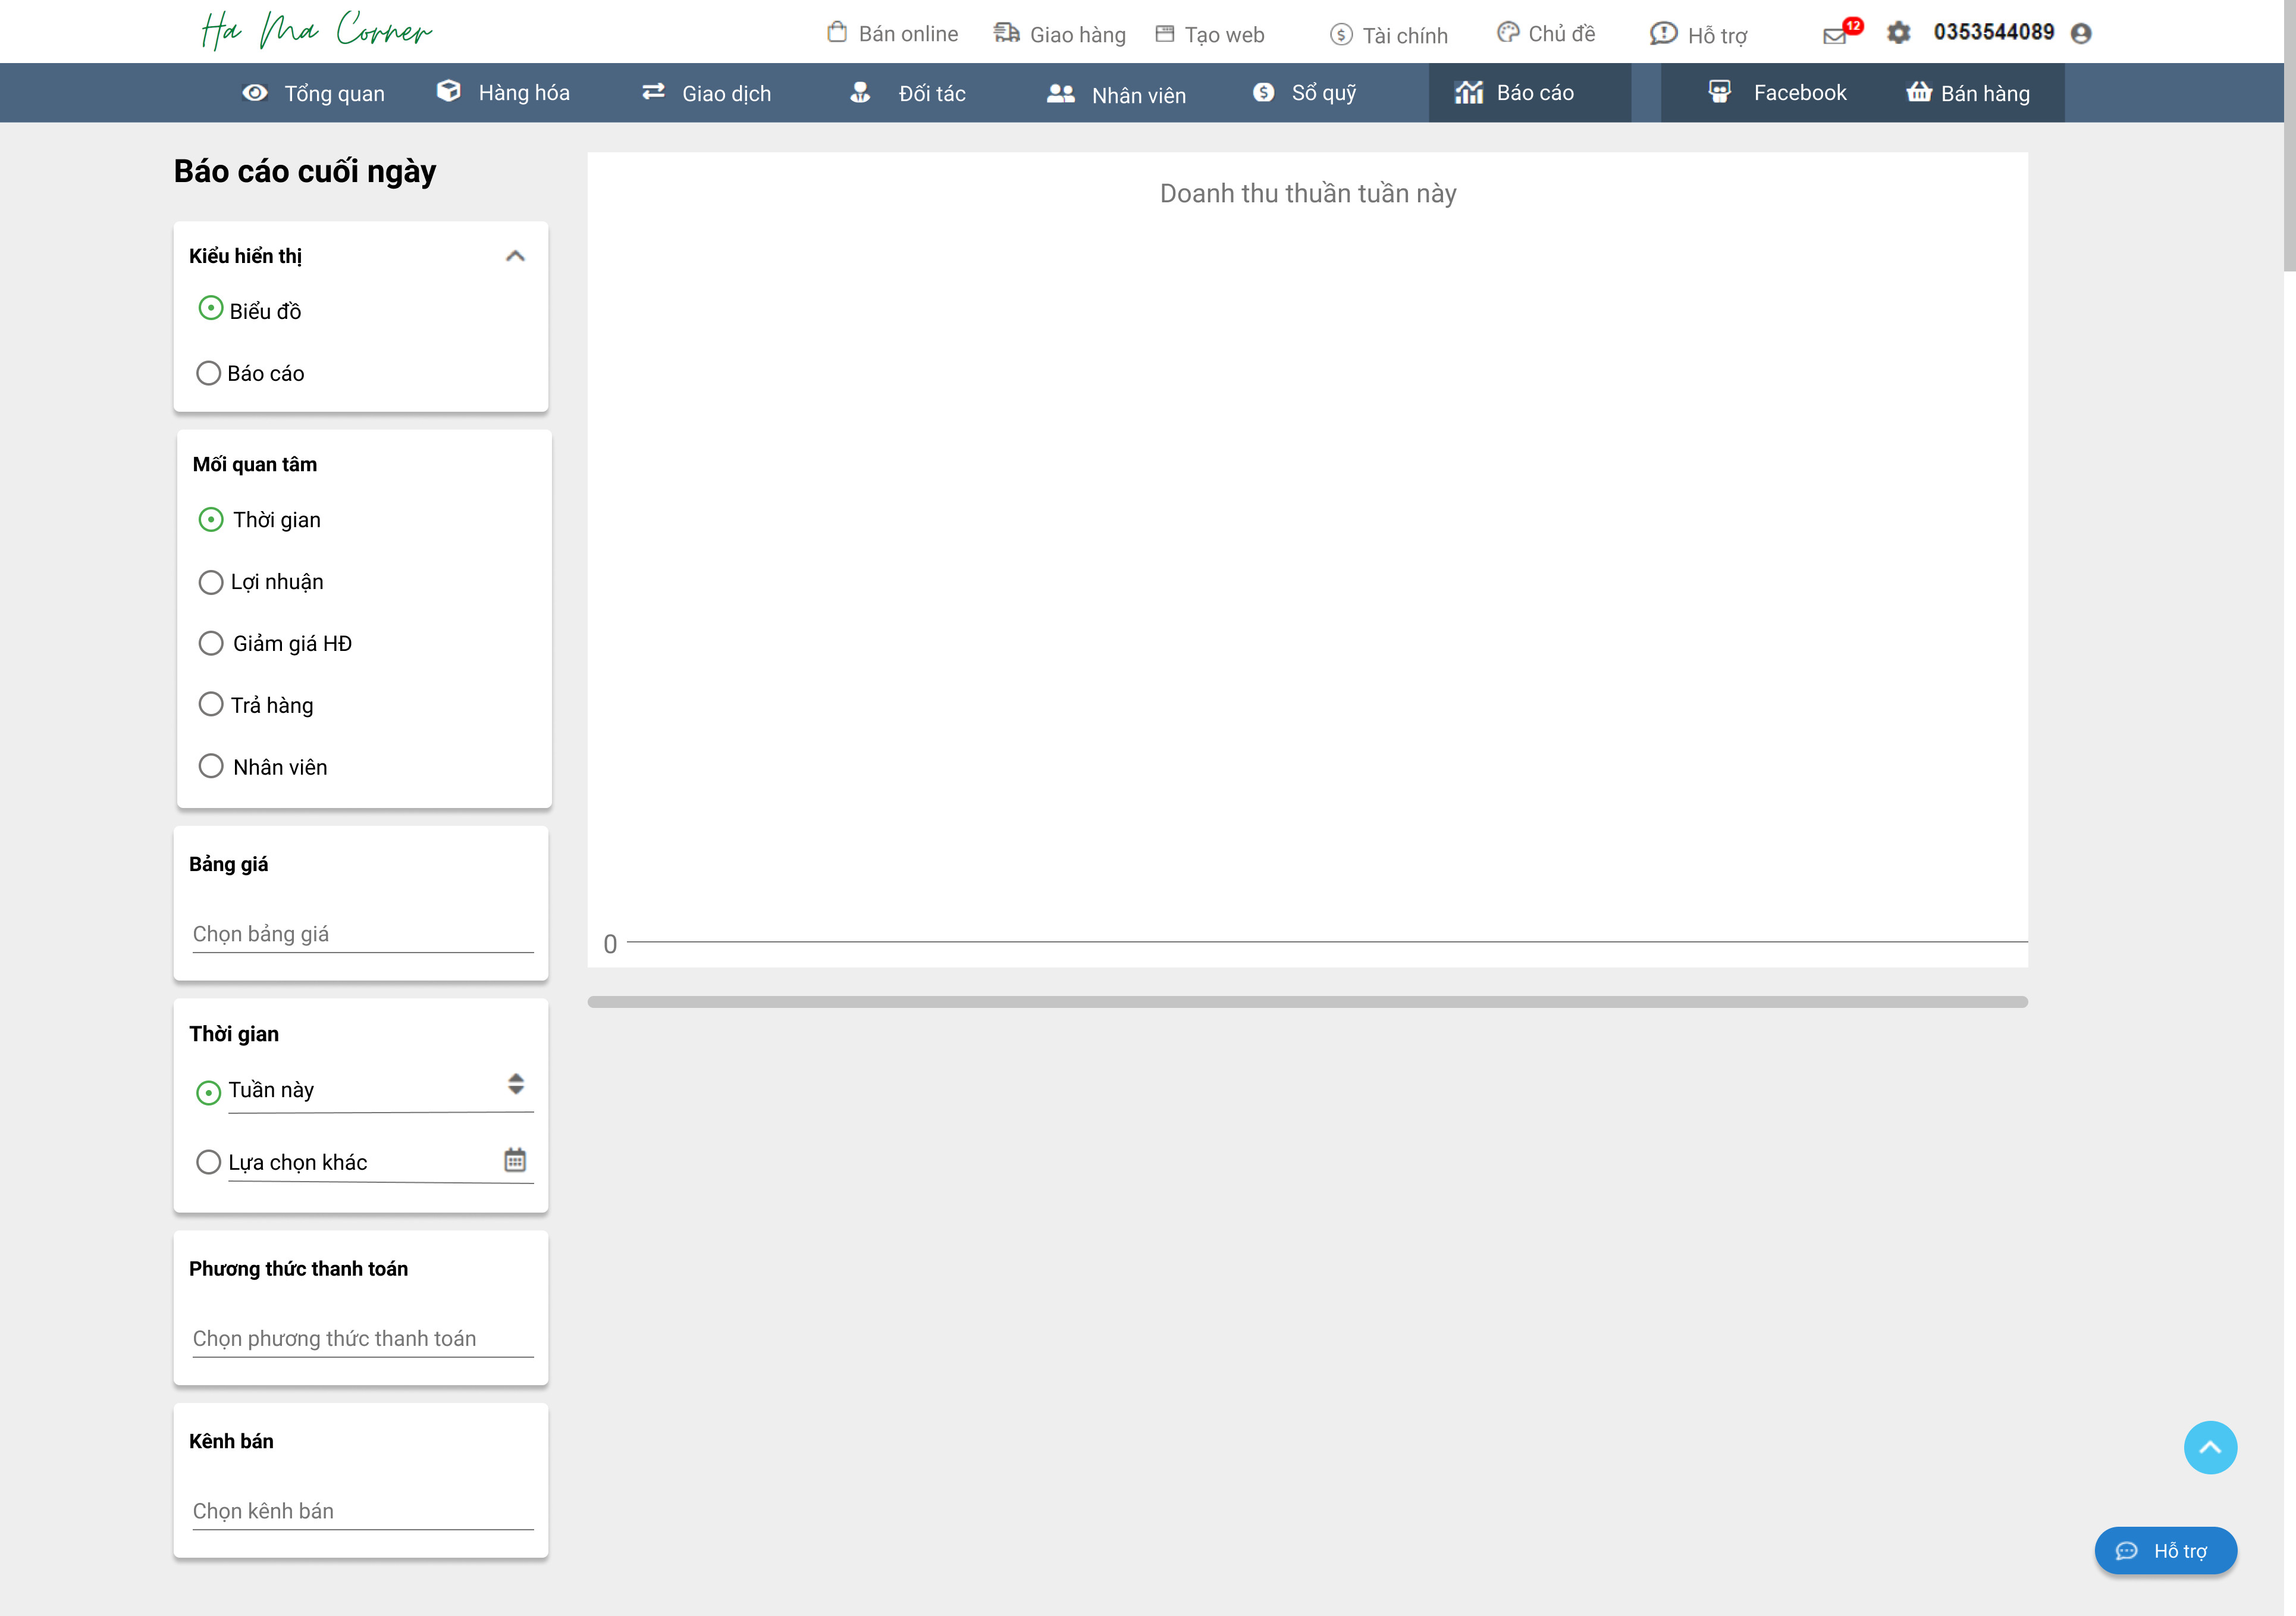 Ha Ma Corner
Bán online Giao hàng Tạo web Tài chính Chủ đề Hỗ trợ 12 0353544089
Tổng quan Hàng hóa Giao dịch Đối tác Nhân viên Sổ quỹ Báo cáo Facebook Bán hàng
Báo cáo cuối ngày
Kiểu hiển thị
Biểu đồ
Báo cáo
Mối quan tâm
Thời gian
Lợi nhuận
Giảm giá HĐ
Trả hàng
Nhân viên
Bảng giá
Chọn bảng giá
Thời gian
Tuần này
Lựa chọn khác
Phương thức thanh toán
Chọn phương thức thanh toán
Kênh bán
Chọn kênh bán
Doanh thu thuần tuần này
0
Hỗ trợ